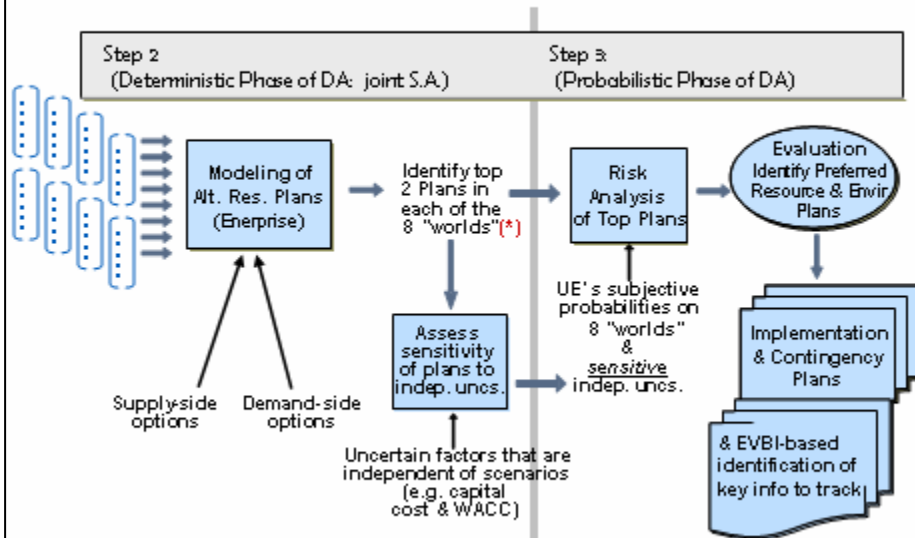 Step 2
(Deterministic Phase of DA: joint S.A.)
Step 3:
(Probabilistic Phase of DA)
Modeling of
Alt. Res. Plans
(Enerprise)
Identify top
2 Plans in
each of the
8 "worlds"(*)
Risk
Analysis
of Top Plans
Evaluation
Identify Preferred
Resource & Envir.
Plans
Supply-side
options
Demand-side
options
Assess
sensitivity
of plans to
indep. uncs.
Uncertain factors that are
independent of scenarios
(e.g. capital
cost & WACC)
UE's subjective
probabilities on
8 "worlds"
&
sensitive
indep. uncs.
Implementation
& Contingency
Plans
& EVBI-based
identification of
key info to track